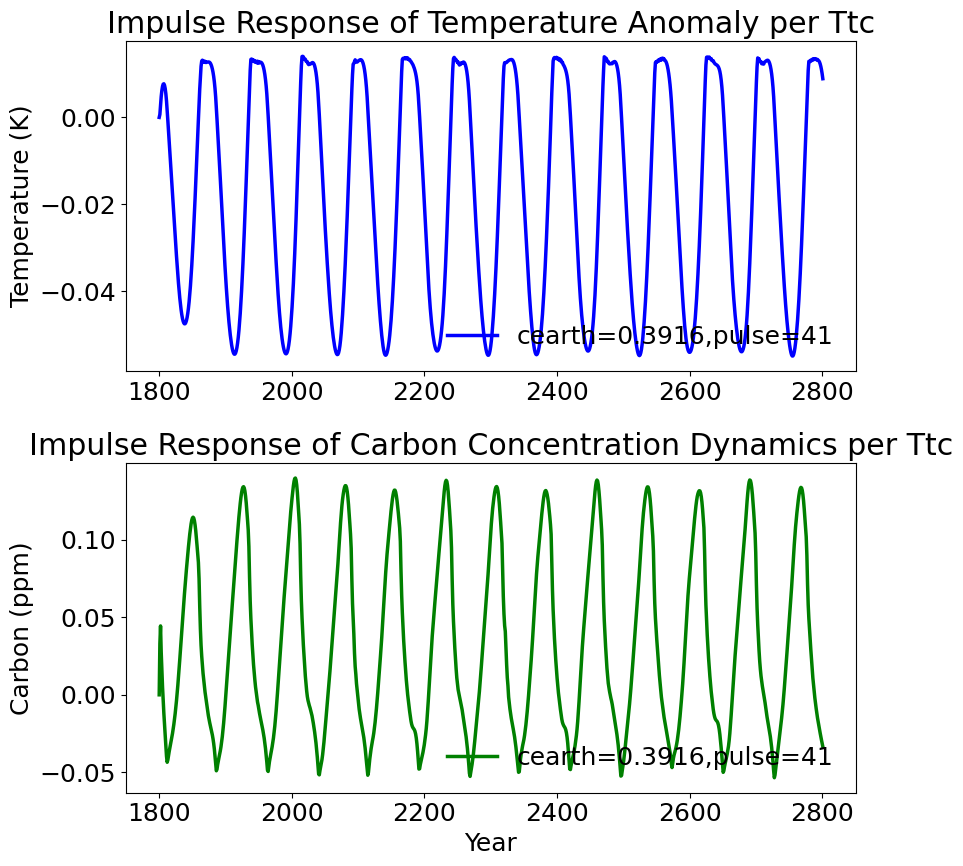 Impulse Response of Temperature Anomaly per Ttc
Temperature (K)
0.00
−0.02
−0.04
cearth=0.3916,pulse=41
1800 2000 2200 2400 2600 2800
Impulse Response of Carbon Concentration Dynamics per Ttc
Carbon (ppm)
0.10
0.05
0.00
−0.05
cearth=0.3916,pulse=41
1800 2000 2200 2400 2600 2800
Year